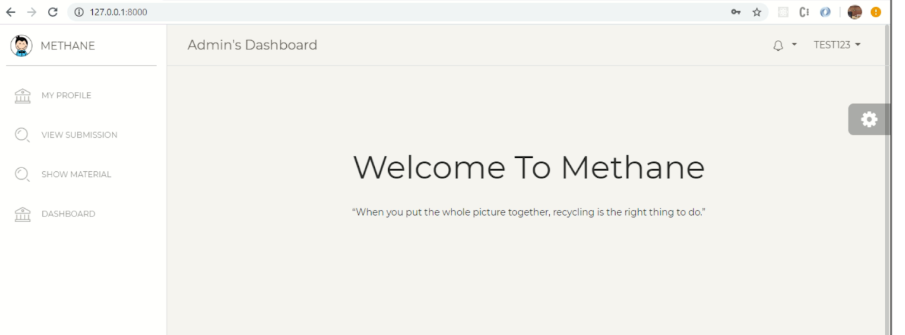 127.0.0.1:8000
METHANE
Admin's Dashboard
TEST123
MY PROFILE
VIEW SUBMISSION
SHOW MATERIAL
DASHBOARD
Welcome To Methane
“When you put the whole picture together, recycling is the right thing to do.”